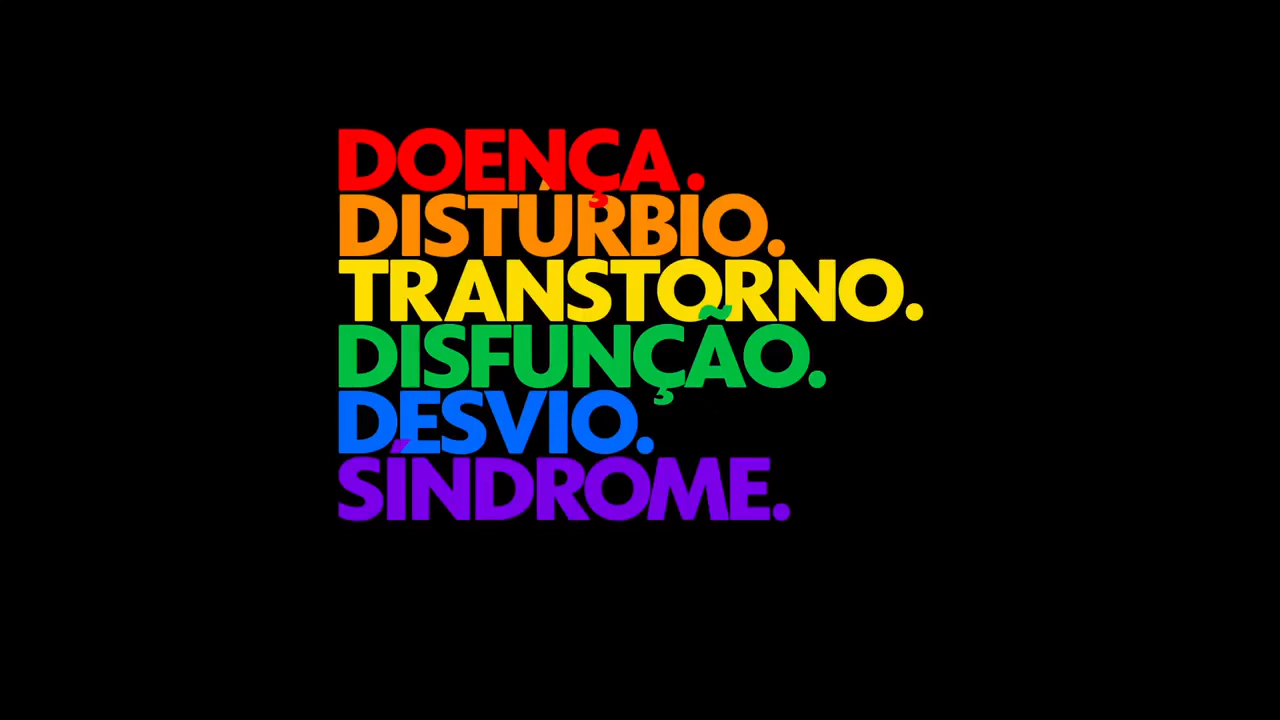 DOENÇA.
DISTÚRBIO.
TRANSTORNO.
DISFUNÇÃO.
DESVIO.
SÍNDROME.